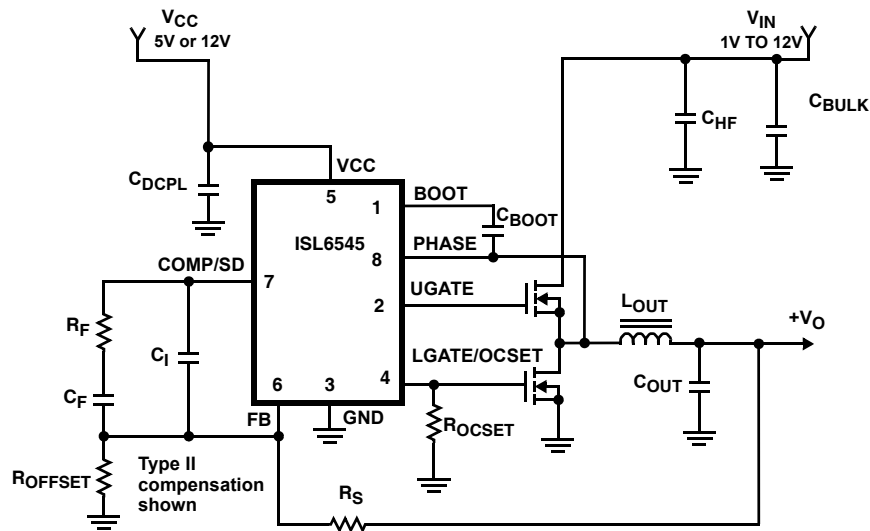 VCC
5V or 12V
VIN
1V TO 12V
CHF
CBULK
CDCPL
VCC
5
1
BOOT
CBOOT
ISL6545
8
PHASE
COMP/SD
7
2
UGATE
LOUT
+VO
RF
CI
LGATE/OCSET
CF
6
3
4
COUT
FB
GND
ROCSET
ROFFSET
Type II
compensation
shown
RS